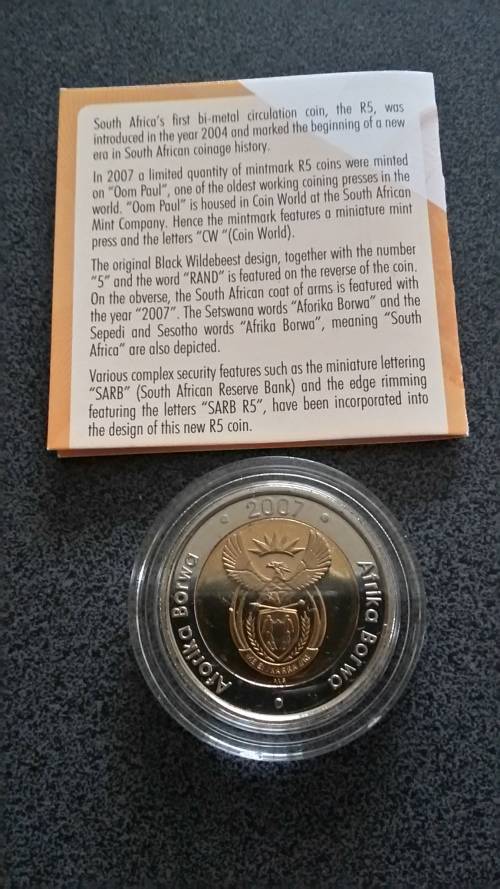 South Africa's first bi-metal circulation coin, the R5, was
introduced in the year 2004 and marked the beginning of a new
era in South African coinage history.
In 2007 a limited quantity of mintmark R5 coins were minted
on "Oom Paul", one of the oldest working coining presses in the
world. "Oom Paul" is housed in Coin World at the South African
Mint Company. Hence the mintmark features a miniature mint
press and the letters "CW "(Coin World).
The original Black Wildebeest design, together with the number
"5" and the word "RAND" is featured on the reverse of the coin.
On the obverse, the South African coat of arms is featured with
the year "2007". The Setswana words "Aforika Borwa" and the
Sepedi and Sesotho words "Afrika Borwa", meaning "South
Africa" are also depicted.
Various complex security features such as the miniature lettering
"SARB" (South African Reserve Bank) and the edge rimming
featuring the letters "SARB R5", have been incorporated into
the design of this new R5 coin.
2007
Aforika Borwa
Afrika Borwa